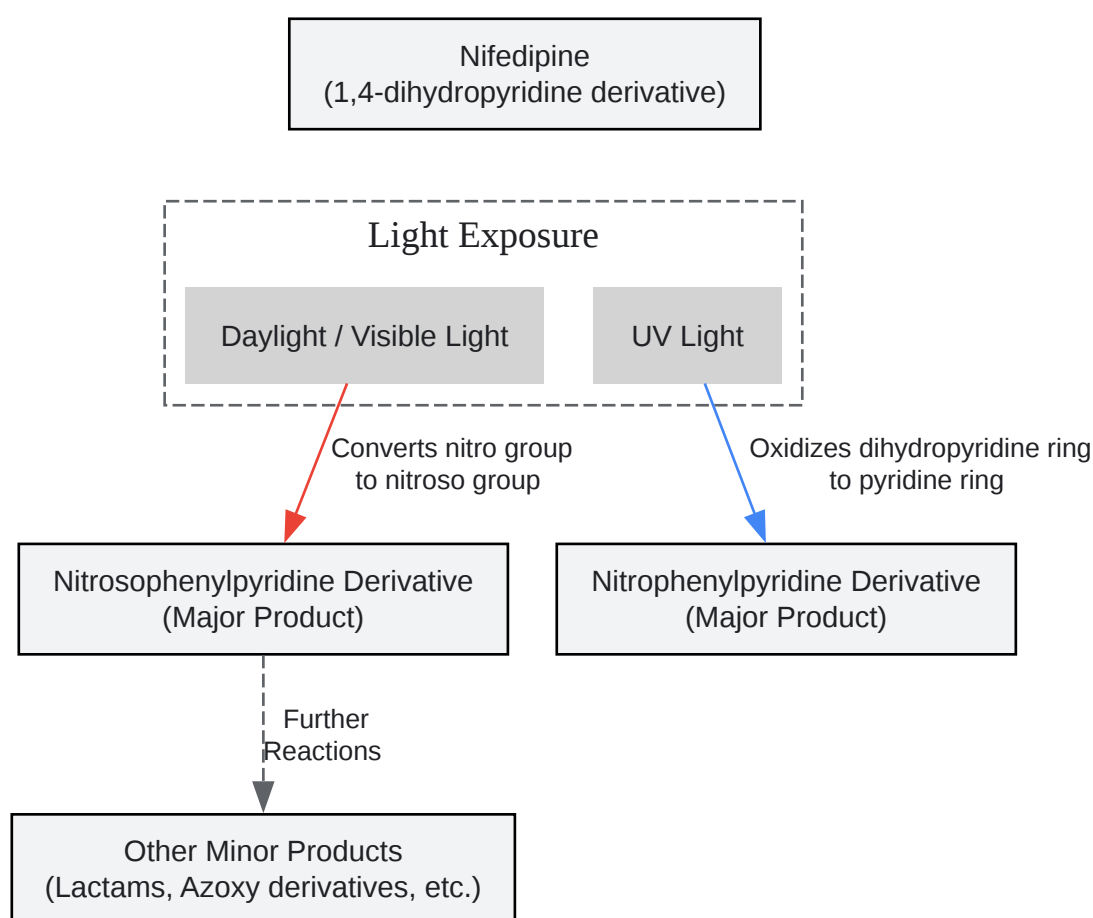 Nifedipine
(1,4-dihydropyridine derivative)
Light Exposure
Daylight / Visible Light
UV Light
Converts nitro group
to nitroso group
Oxidizes dihydropyridine ring
to pyridine ring
Nitrosophenylpyridine Derivative
(Major Product)
Nitrophenylpyridine Derivative
(Major Product)
Further
Reactions
Other Minor Products
(Lactams, Azoxy derivatives, etc.)